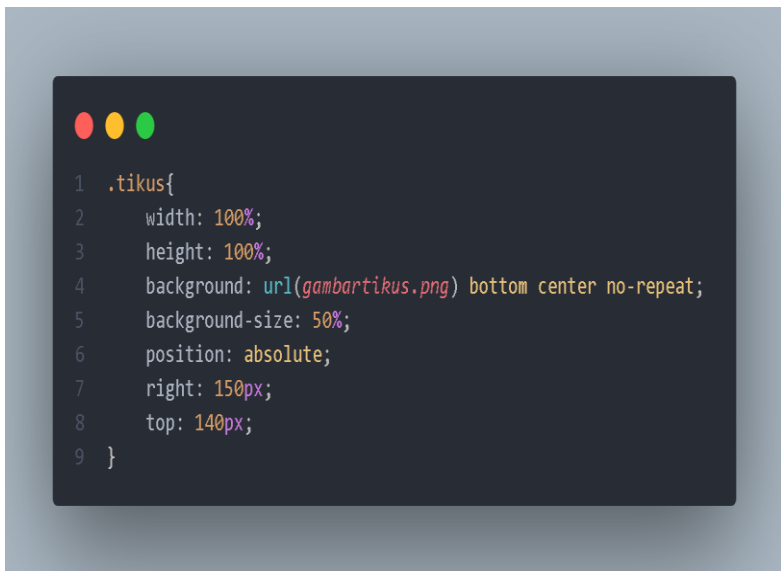 1 .tikus{
2 width: 100%;
3 height: 100%;
4 background: url(gambartikus.png) bottom center no-repeat;
5 background-size: 50%;
6 position: absolute;
7 right: 150px;
8 top: 140px;
9 }